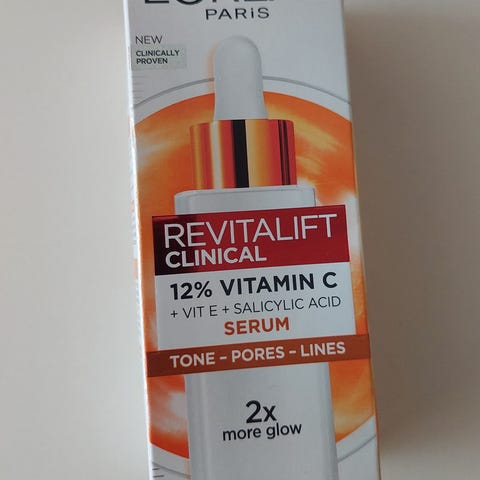 PARIS
NEW
CLINICALLY
PROVEN
REVITALIFT
CLINICAL
12% VITAMIN C
+ VIT E + SALICYLIC ACID
SERUM
TONE – PORES – LINES
2x
more glow